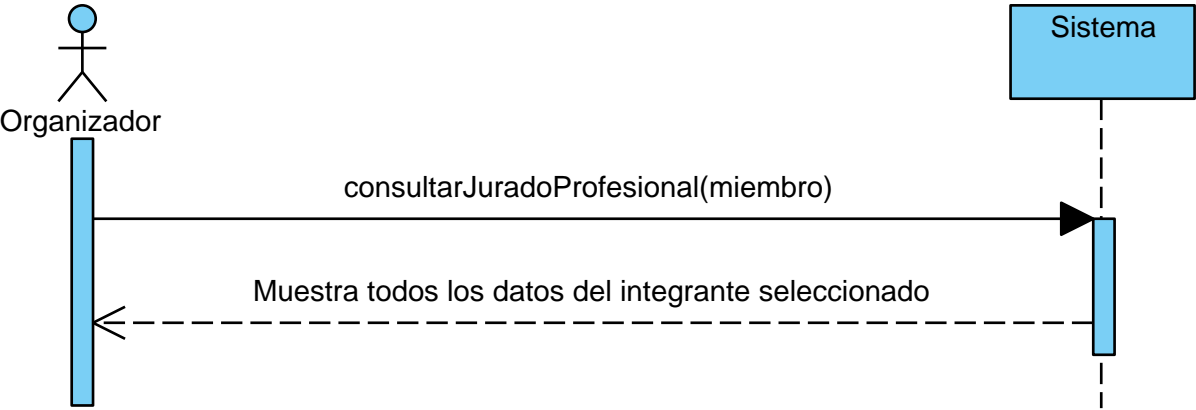 Sistema
Organizador
consultarJuradoProfesional(miembro)
Muestra todos los datos del integrante seleccionado